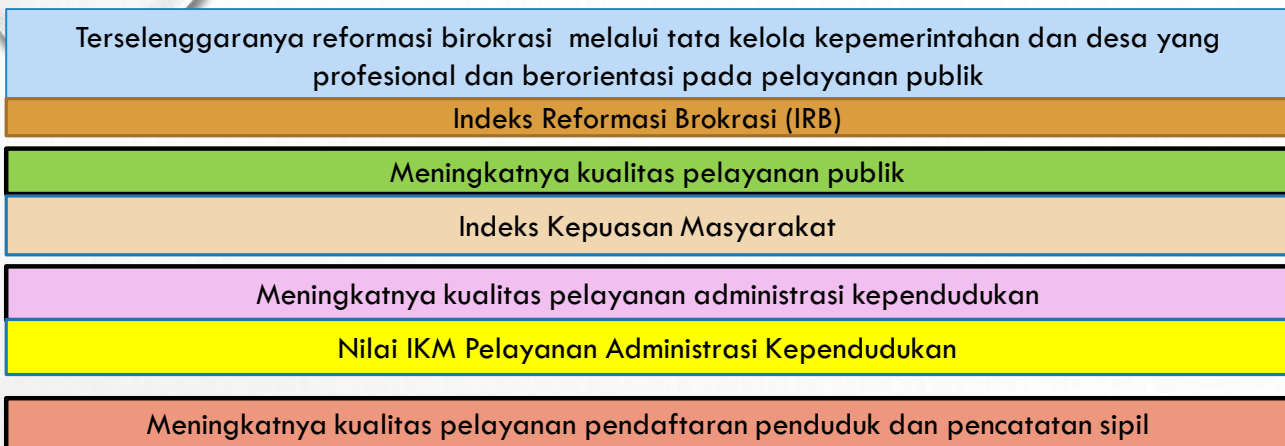 Terselenggaranya reformasi birokrasi melalui tata kelola kepemerintahan dan desa yang
profesional dan berorientasi pada pelayanan publik
Indeks Reformasi Brokrasi (IRB)
Meningkatnya kualitas pelayanan publik
Indeks Kepuasan Masyarakat
Meningkatnya kualitas pelayanan administrasi kependudukan
Nilai IKM Pelayanan Administrasi Kependudukan
Meningkatnya kualitas pelayanan pendaftaran penduduk dan pencatatan sipil